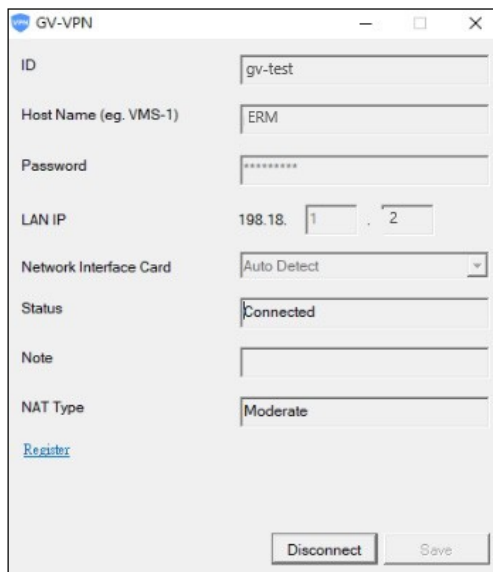 VPN GV-VPN
ID gv-test
Host Name (eg. VMS-1) ERM
Password *********
LAN IP 198.18. 1 . 2
Network Interface Card Auto Detect
Status Connected
Note
NAT Type Moderate
Register
Disconnect Save